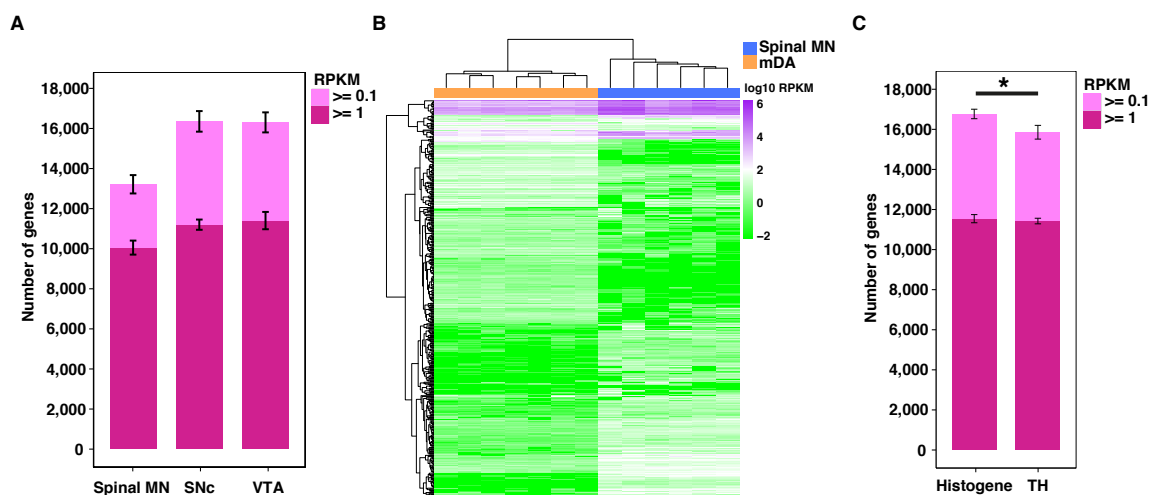 A
Number of genes
18,000
16,000
14,000
12,000
10,000
8,000
6,000
4,000
2,000
0
Spinal MN SNc VTA
RPKM
>= 0.1
>= 1
B
Spinal MN
mDA
log10 RPKM
6
4
2
0
−2
C
Number of genes
18,000
16,000
14,000
12,000
10,000
8,000
6,000
4,000
2,000
0
*
Histogene TH
RPKM
>= 0.1
>= 1